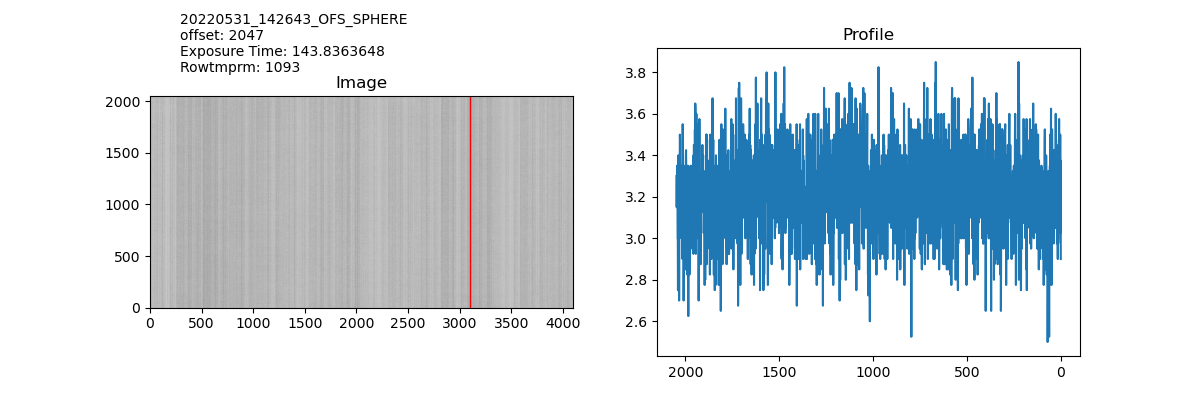 20220531_142643_OFS_SPHERE
offset: 2047
Exposure Time: 143.8363648
Rowtmprm: 1093
Image
2000
1500
1000
500
0
0 500 1000 1500 2000 2500 3000 3500 4000
Profile
3.8
3.6
3.4
3.2
3.0
2.8
2.6
2000 1500 1000 500 0